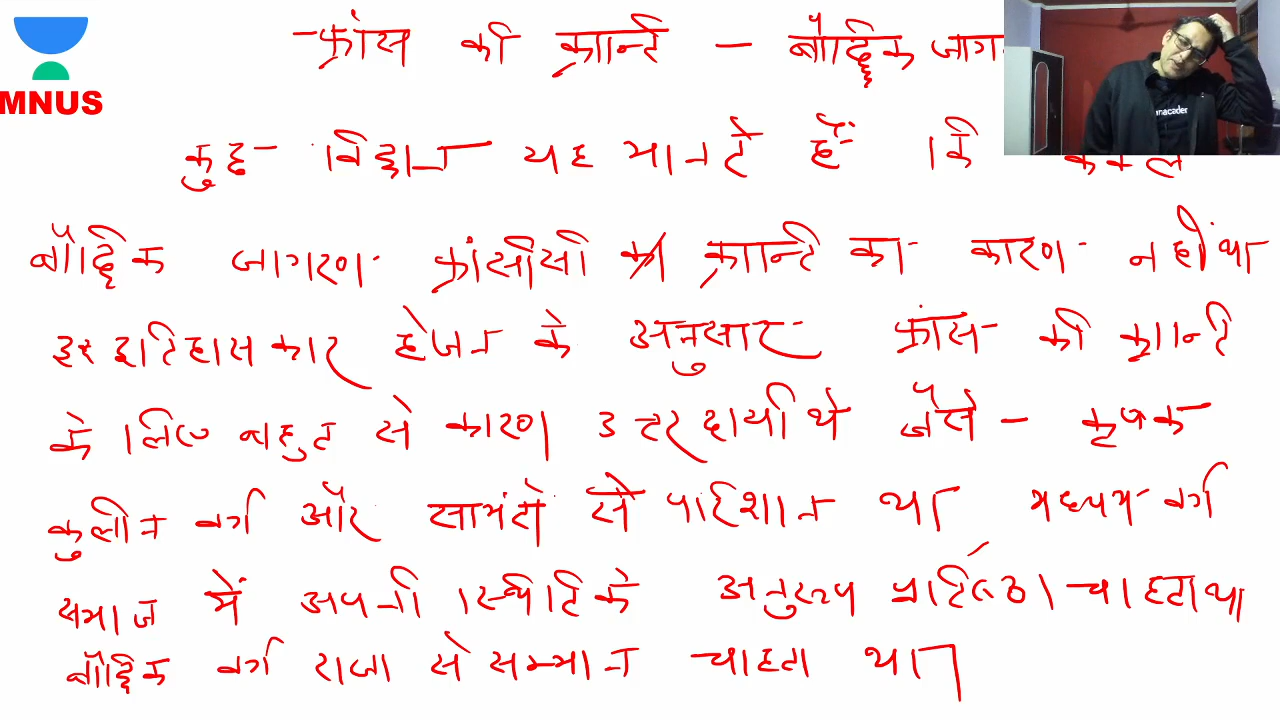 MNUS
फ्रांस की क्रान्ति – बौद्धिक जाग
nacader
कुछ विद्वान यह मानते हैं कि केवल
बौद्धिक जागरण फ्रांसीसी क्रान्ति का कारण नहीं था
इतिहासकार हेजन के अनुसार फ्रांस की क्रान्ति
के लिए बहुत से कारण उत्तरदायी थे जैसे – कृषक
कुलीन वर्ग और सामंतो से परिशान था मध्यम वर्ग
समाज में अपनी स्थिति के अनुरूप प्रतिष्ठा चाहता था
बौद्धिक वर्ग राजा से सम्मान चाहता था